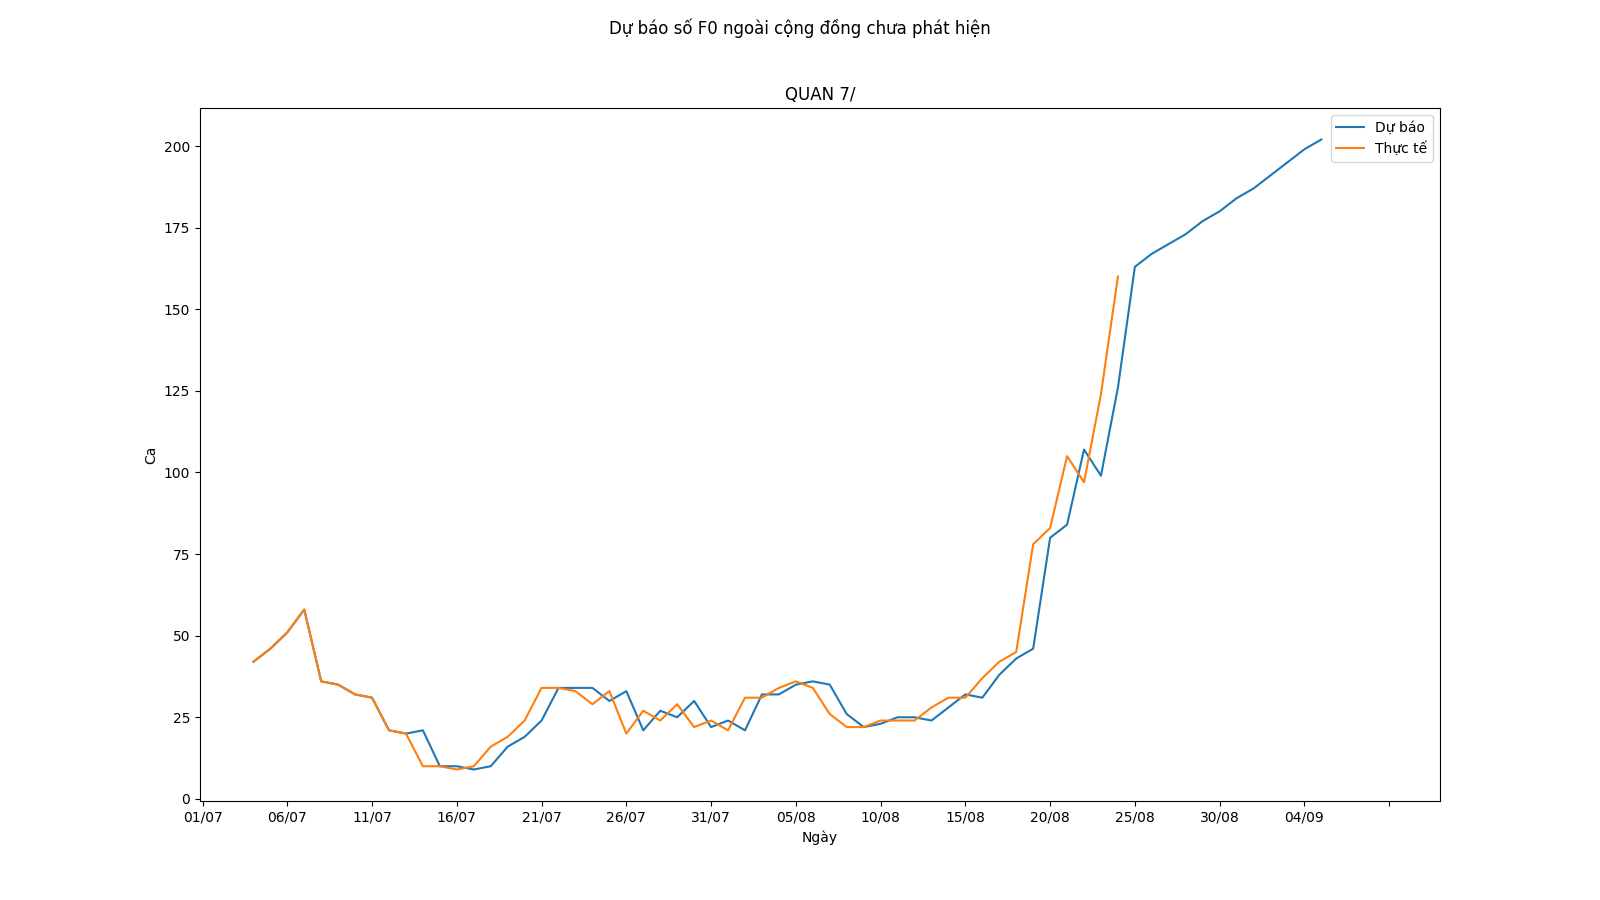 Dự báo số F0 ngoài cộng đồng chưa phát hiện
QUAN 7/
Dự báo
Thực tế
200
175
150
125
100
75
50
25
0
Ca
01/07 06/07 11/07 16/07 21/07 26/07 31/07 05/08 10/08 15/08 20/08 25/08 30/08 04/09
Ngày